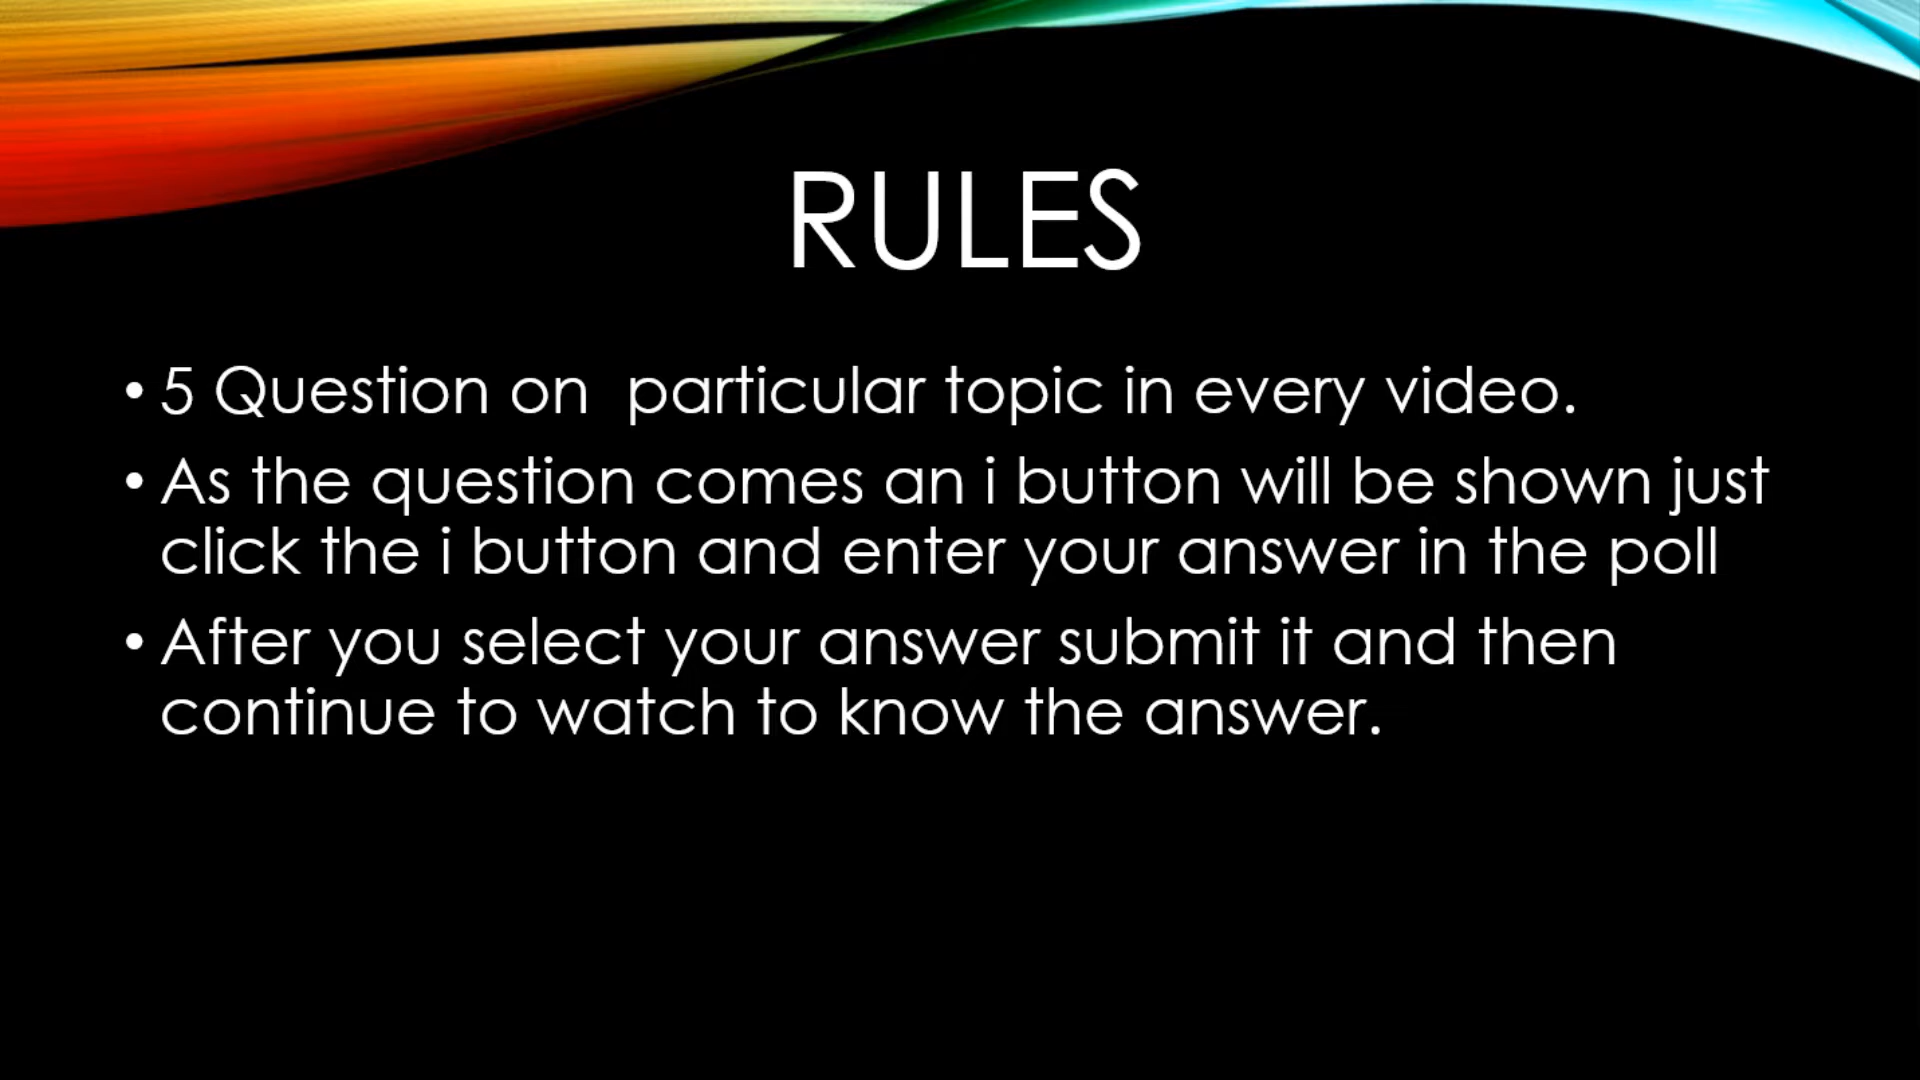 RULES
• 5 Question on  particular topic in every video.
• As the question comes an i button will be shown just
click the i button and enter your answer in the poll
• After you select your answer submit it and then
continue to watch to know the answer.